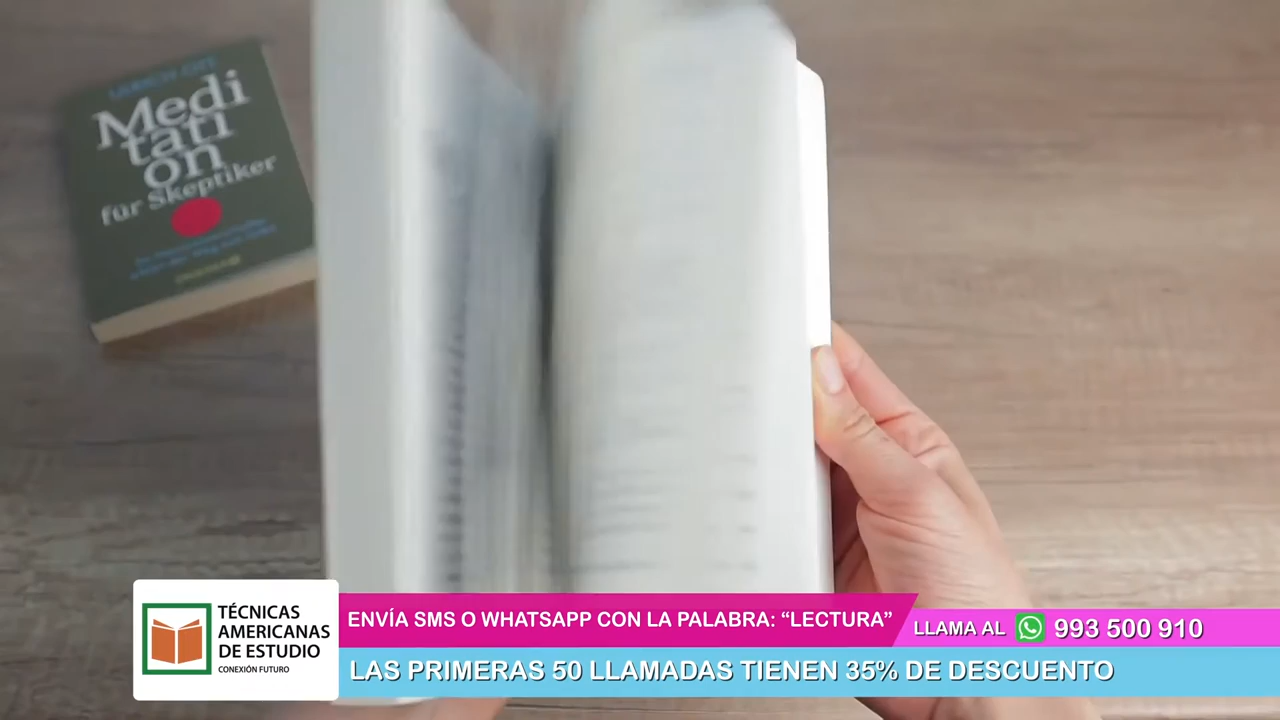 Medi
tati
on
für Skeptiker
TÉCNICAS
AMERICANAS
DE ESTUDIO
CONEXIÓN FUTURO
ENVÍA SMS O WHATSAPP CON LA PALABRA: “LECTURA”
LLAMA AL 993 500 910
LAS PRIMERAS 50 LLAMADAS TIENEN 35% DE DESCUENTO